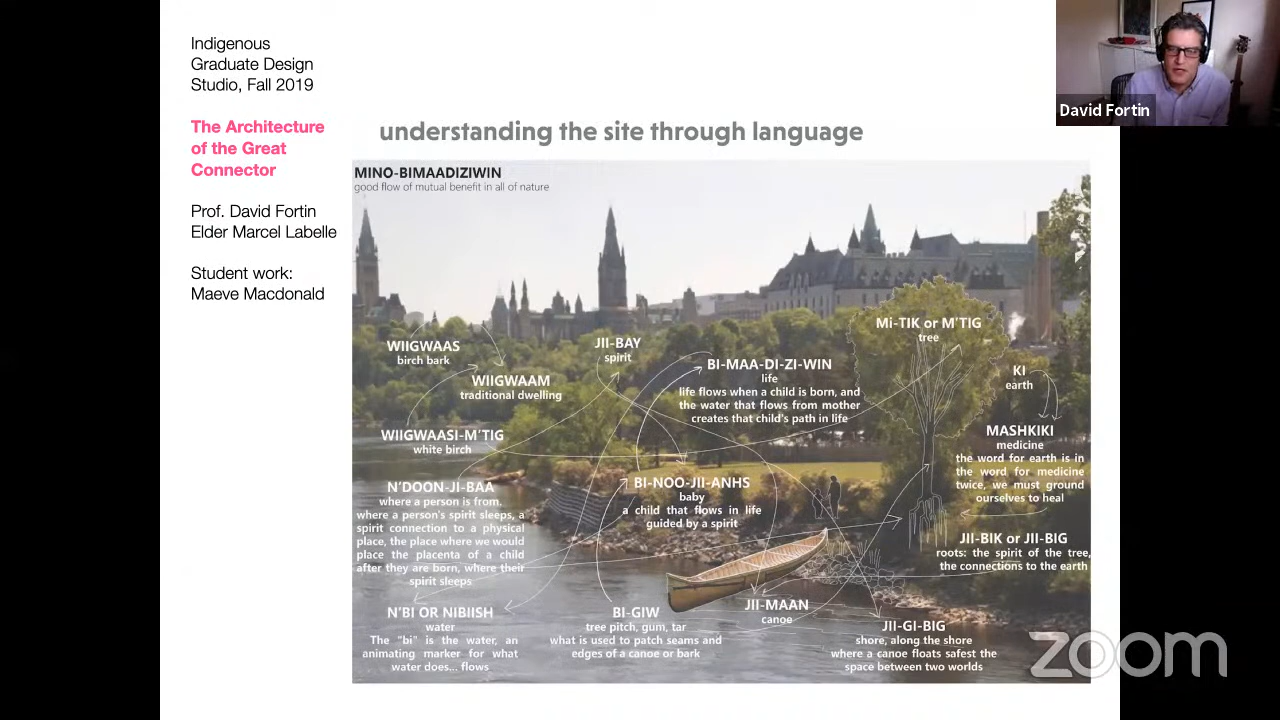 Indigenous
Graduate Design
Studio, Fall 2019
The Architecture
of the Great
Connector
Prof. David Fortin
Elder Marcel Labelle
Student work:
Maeve Macdonald
understanding the site through language
MINO-BIMAADIZIWIN
good flow of mutual benefit in all of nature
WIIGWAAS
birch bark
WIIGWAAM
traditional dwelling
WIIGWAASI-M'TIG
white birch
N'DOON-JI-BAA
where a person is from,
where a person's spirit sleeps, a
spirit connection to a physical
place, the place where we would
place the placenta of a child
after they are born, where their
spirit sleeps
N'BI OR NIBIISH
water
The "bi" is the water, an
animating marker for what
water does... flows
JII-BAY
spirit
BI-MAA-DI-ZI-WIN
life
life flows when a child is born, and
the water that flows from mother
creates that child's path in life
BI-NOO-JII-ANHS
baby
a child that flows in life
guided by a spirit
BI-GIW
tree pitch, gum, tar
what is used to patch seams and
edges of a canoe or bark
JII-MAAN
canoe
Mi-TIK or M'TIG
tree
KI
earth
MASHKIKI
medicine
the word for earth is in
the word for medicine
twice, we must ground
ourselves to heal
JII-BIK or JII-BIG
roots: the spirit of the tree,
the connections to the earth
JII-GI-BIG
shore, along the shore
where a canoe floats safest the
space between two worlds
David Fortin
zoom